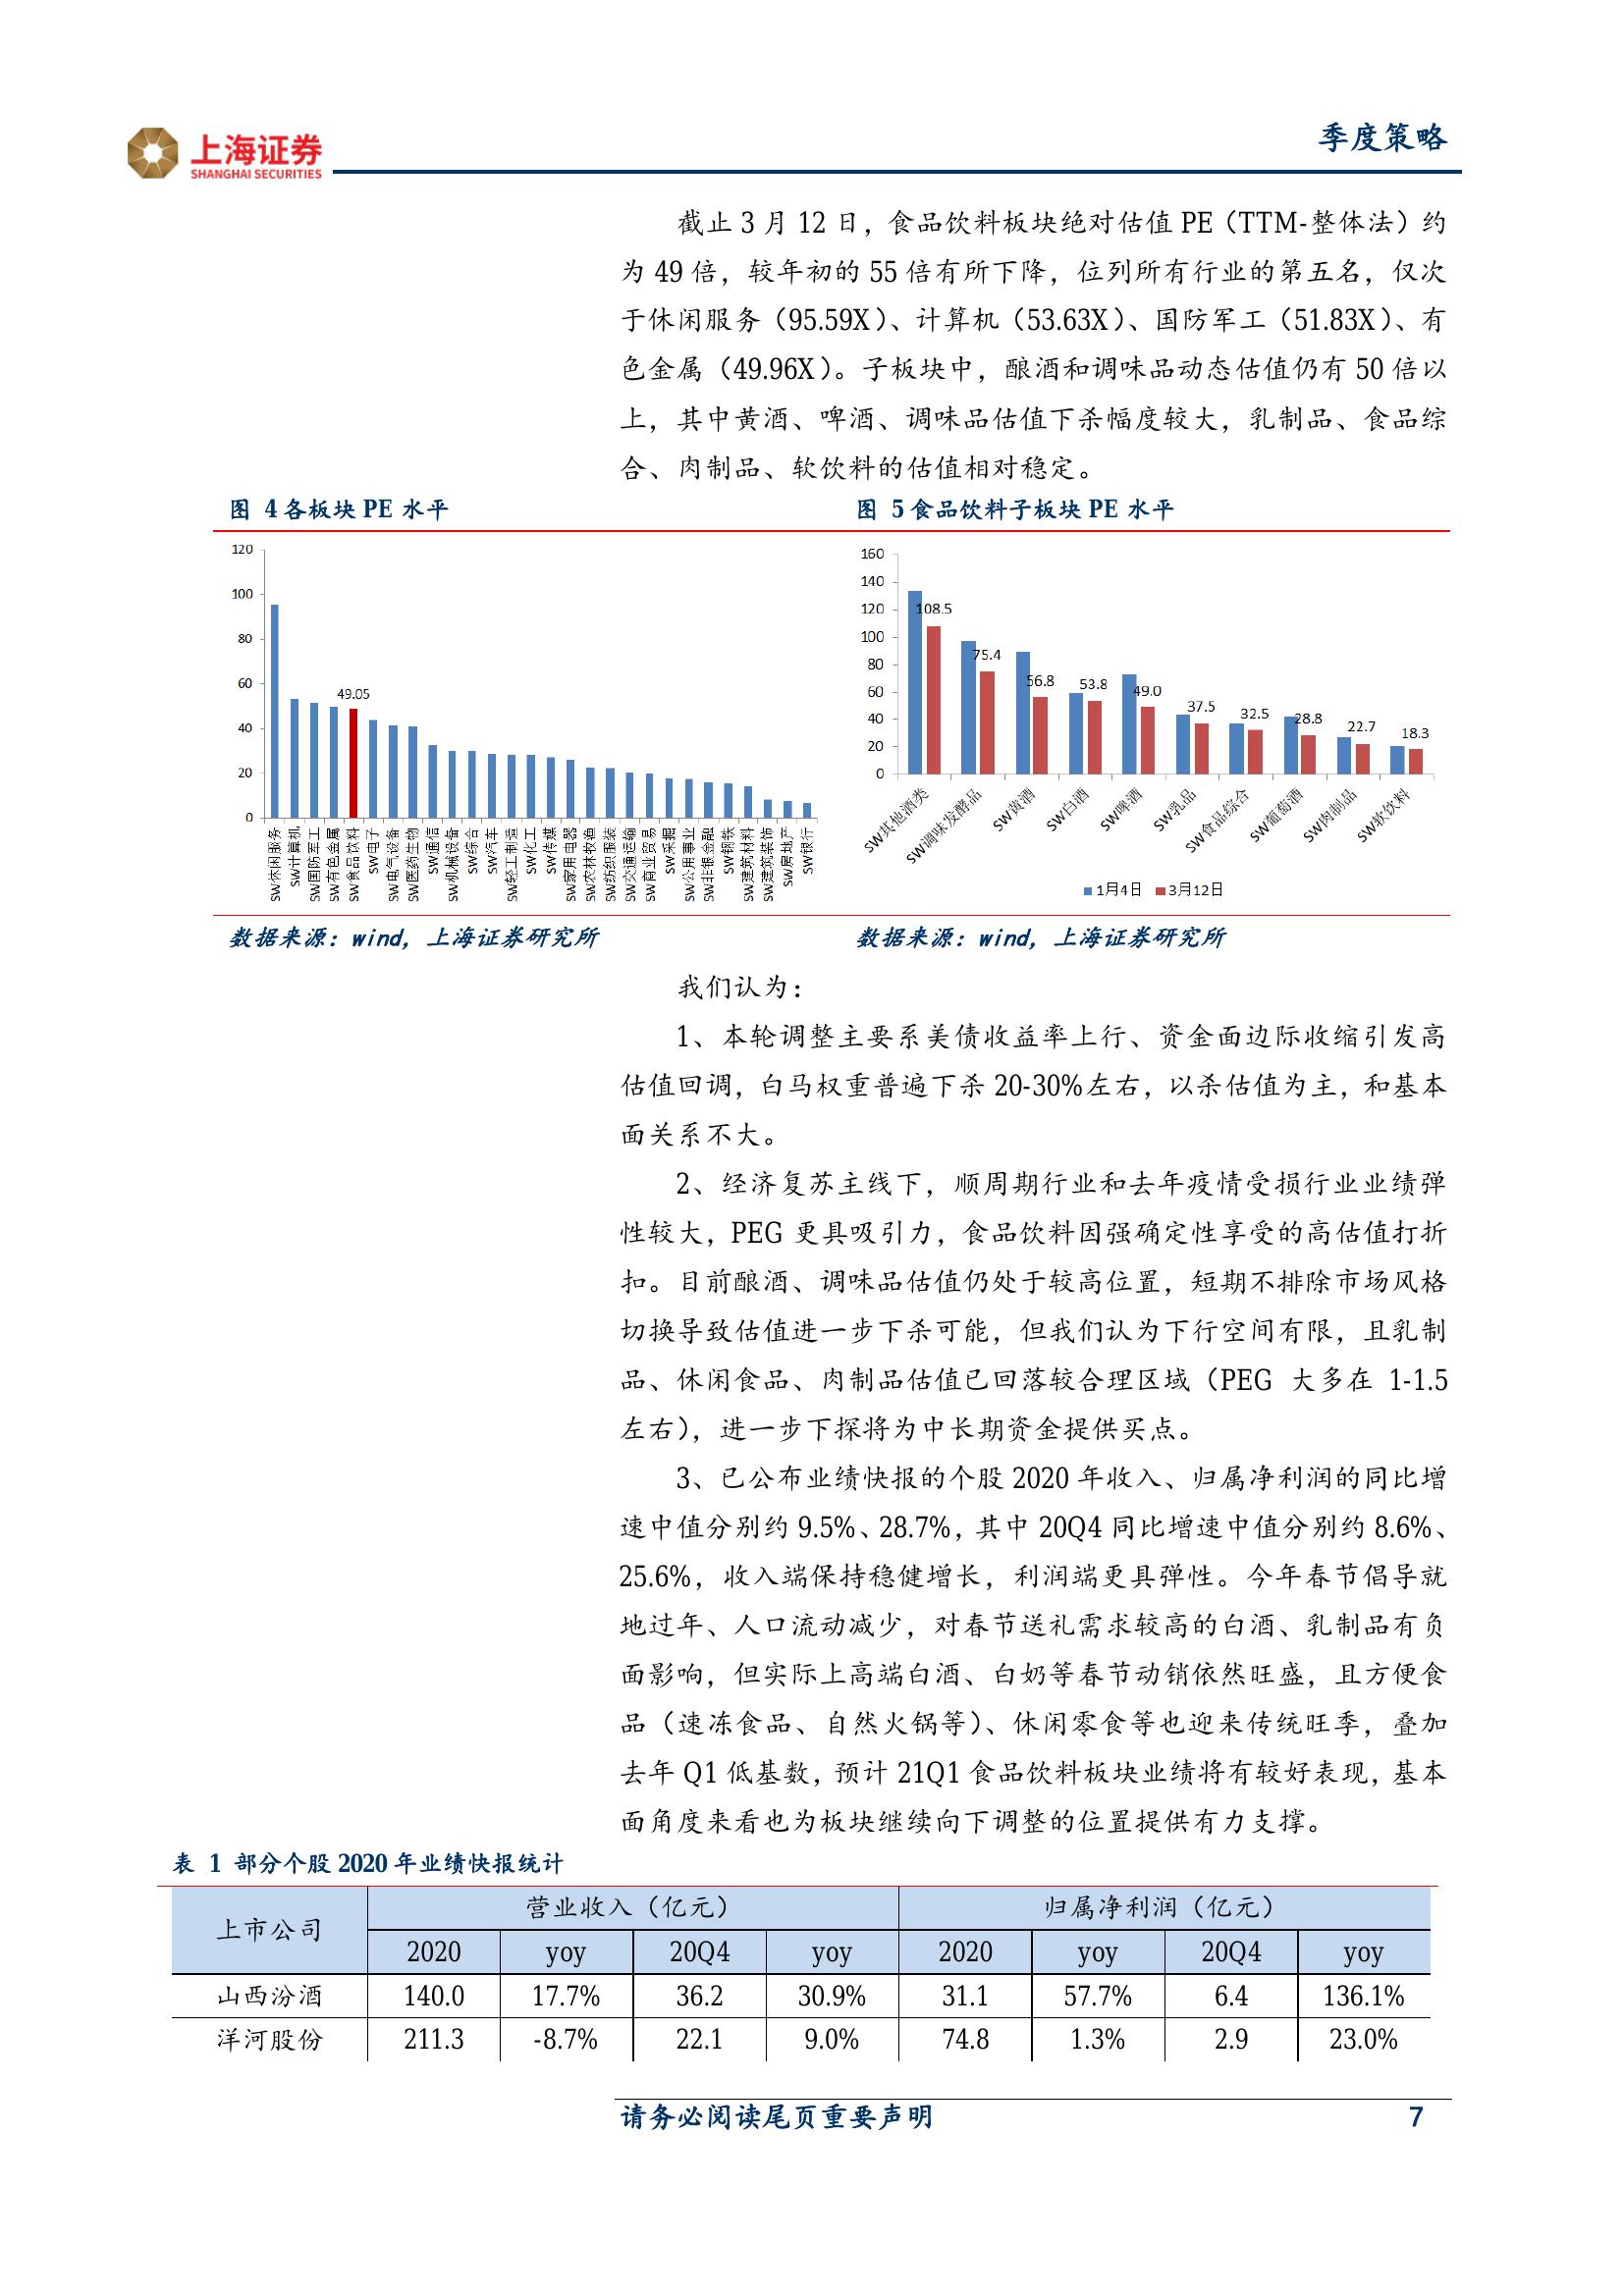 上海证券
SHANGHAI SECURITIES
季度策略
截止 3 月 12 日，食品饮料板块绝对估值 PE（TTM-整体法）约
为 49 倍，较年初的 55 倍有所下降，位列所有行业的第五名，仅次
于休闲服务（95.59X）、计算机（53.63X）、国防军工（51.83X）、有
色金属（49.96X）。子板块中，酿酒和调味品动态估值仍有 50 倍以
上，其中黄酒、啤酒、调味品估值下杀幅度较大，乳制品、食品综
合、肉制品、软饮料的估值相对稳定。
图 4 各板块 PE 水平
120
100
80
60
40
20
0
49.05
SW休闲服务
SW计算机
SW国防军工
SW有色金属
SW食品饮料
SW电子
SW电气设备
SW医药生物
SW通信
SW机械设备
SW综合
SW汽车
SW轻工制造
SW化工
SW传媒
SW家用电器
SW农林牧渔
SW纺织服装
SW交通运输
SW商业贸易
SW采掘
SW公用事业
SW非银金融
SW钢铁
SW建筑材料
SW建筑装饰
SW房地产
SW银行
数据来源：wind，上海证券研究所
图 5 食品饮料子板块 PE 水平
160
140
120
100
80
60
40
20
0
108.5
75.4
56.8
53.8
49.0
37.5
32.5
28.8
22.7
18.3
SW其他酒类
SW调味发酵品
SW黄酒
SW白酒
SW啤酒
SW乳品
SW食品综合
SW葡萄酒
SW肉制品
SW软饮料
1月4日 3月12日
数据来源：wind，上海证券研究所
我们认为：
1、本轮调整主要系美债收益率上行、资金面边际收缩引发高
估值回调，白马权重普遍下杀 20-30%左右，以杀估值为主，和基本
面关系不大。
2、经济复苏主线下，顺周期行业和去年疫情受损行业业绩弹
性较大，PEG 更具吸引力，食品饮料因强确定性享受的高估值打折
扣。目前酿酒、调味品估值仍处于较高位置，短期不排除市场风格
切换导致估值进一步下杀可能，但我们认为下行空间有限，且乳制
品、休闲食品、肉制品估值已回落较合理区域（PEG 大多在 1-1.5
左右），进一步下探将为中长期资金提供买点。
3、已公布业绩快报的个股 2020 年收入、归属净利润的同比增
速中值分别约 9.5%、28.7%，其中 20Q4 同比增速中值分别约 8.6%、
25.6%，收入端保持稳健增长，利润端更具弹性。今年春节倡导就
地过年、人口流动减少，对春节送礼需求较高的白酒、乳制品有负
面影响，但实际上高端白酒、白奶等春节动销依然旺盛，且方便食
品（速冻食品、自然火锅等）、休闲零食等也迎来传统旺季，叠加
去年 Q1 低基数，预计 21Q1 食品饮料板块业绩将有较好表现，基本
面角度来看也为板块继续向下调整的位置提供有力支撑。
表 1 部分个股 2020 年业绩快报统计
上市公司 营业收入（亿元） 归属净利润（亿元）
2020 yoy 20Q4 yoy 2020 yoy 20Q4 yoy
山西汾酒 140.0 17.7% 36.2 30.9% 31.1 57.7% 6.4 136.1%
洋河股份 211.3 -8.7% 22.1 9.0% 74.8 1.3% 2.9 23.0%
请务必阅读尾页重要声明 7